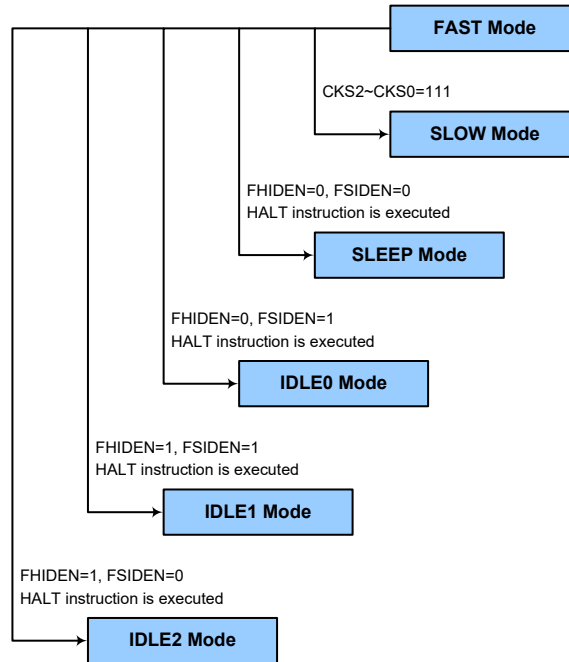 FAST Mode
CKS2~CKS0=111
SLOW Mode
FHIDEN=0, FSIDEN=0
HALT instruction is executed
SLEEP Mode
FHIDEN=0, FSIDEN=1
HALT instruction is executed
IDLE0 Mode
FHIDEN=1, FSIDEN=1
HALT instruction is executed
IDLE1 Mode
FHIDEN=1, FSIDEN=0
HALT instruction is executed
IDLE2 Mode